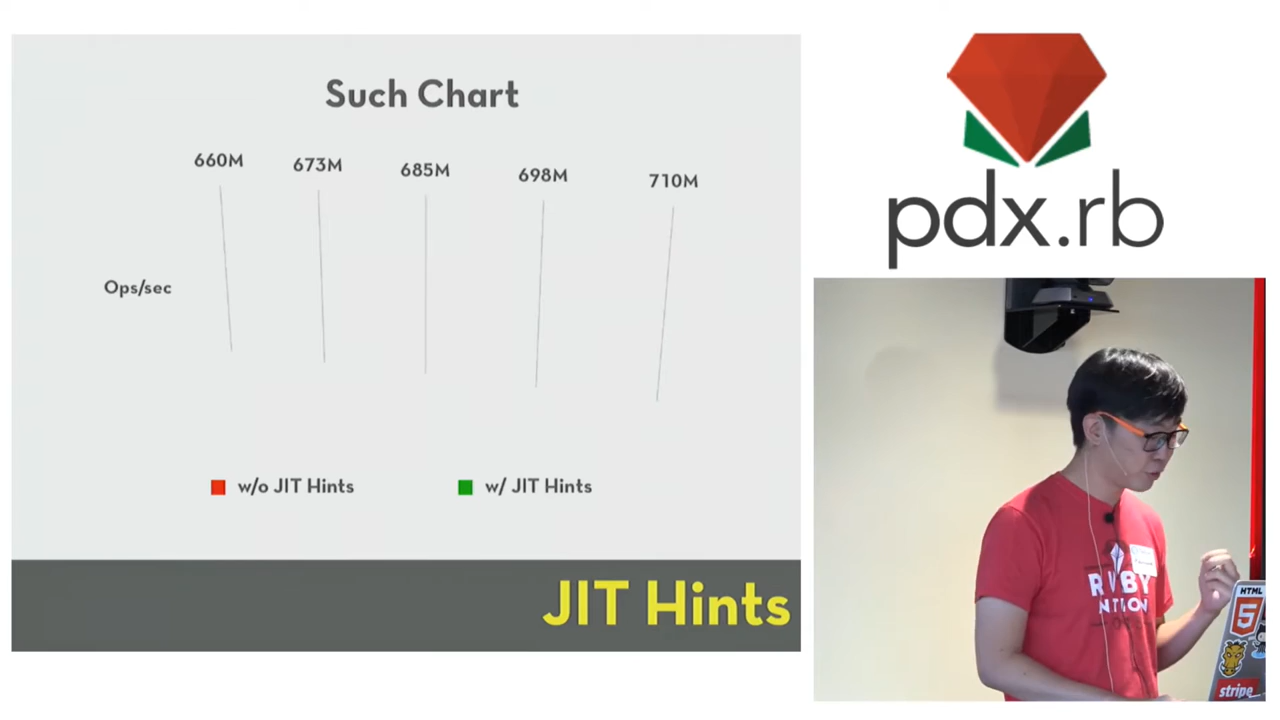 Such Chart
660M
673M
685M
698M
710M
Ops/sec
w/o JIT Hints
w/ JIT Hints
JIT Hints
pdx.rb
RUBY
NATION
HTML
5
stripe